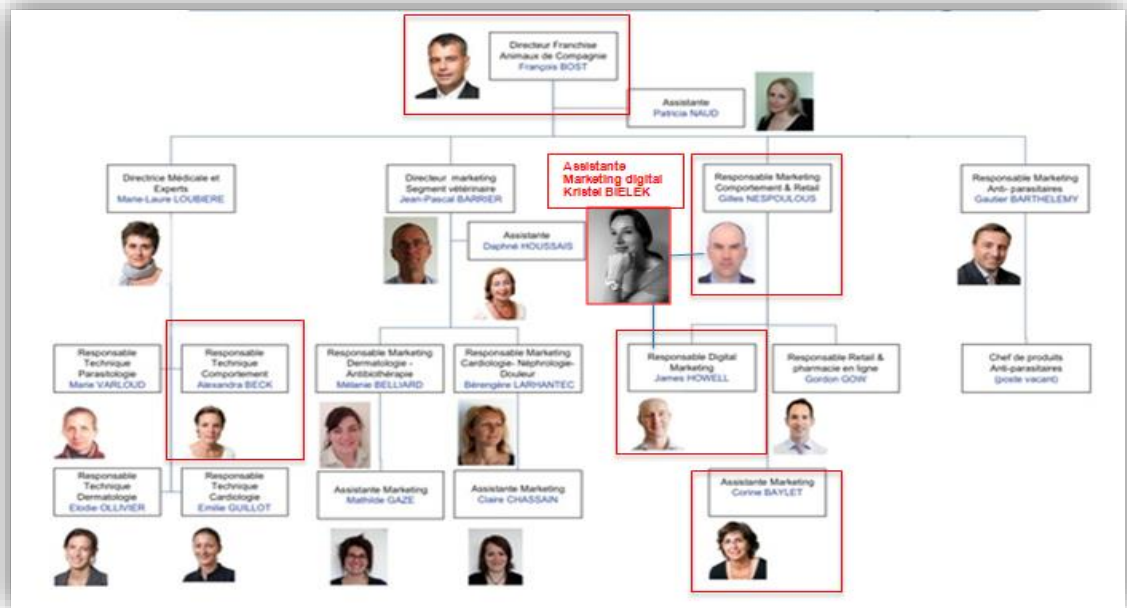 Directeur Franchise
Animaux de Compagnie
François BOST
Assistante
Patricia NAUD
Directrice Médicale et
Experts
Marie-Laure LOUBIERE
Directeur marketing
Segment vétérinaire
Jean-Pascal BARRIER
Assistante
Marketing digital
Kristel BIELEK
Responsable Marketing
Comportement & Retail
Gilles NESPOULOUS
Responsable Marketing
Anti- parasitaires
Gautier BARTHELEMY
Assistante
Daphné HOUSSAIS
Responsable
Technique
Parasitologie
Marie VARLOUD
Responsable
Technique
Comportement
Alexandra BECK
Responsable Marketing
Dermatologie -
Antibiothérapie
Mélanie BELLIARD
Responsable Marketing
Cardiologie- Néphrologie-
Douleur
Bérengère LARHANTEC
Responsable Digital
Marketing
James HOWELL
Responsable Retail &
pharmacie en ligne
Gordon GOW
Chef de produits
Anti-parasitaires
(poste vacant)
Responsable
Technique
Dermatologie
Elodie OLLIVIER
Responsable
Technique
Cardiologie
Emilie GUILLOT
Assistante Marketing
Mathilde GAZE
Assistante Marketing
Claire CHASSAIN
Assistante Marketing
Corine BAYLET